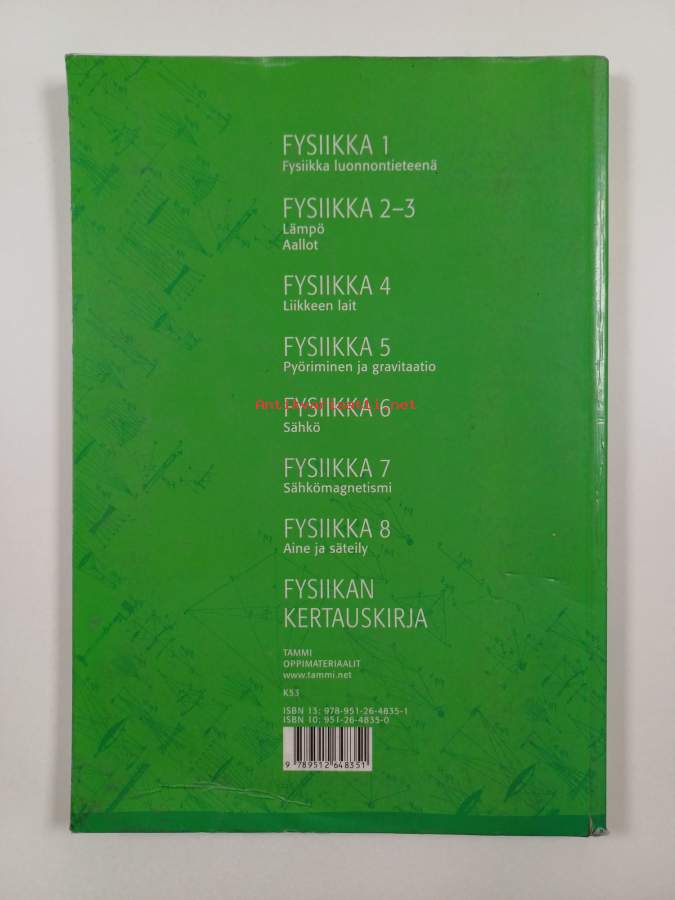 FYSIIKKA 1
Fysiikka luonnontieteenä
FYSIIKKA 2–3
Lämpö
Aallot
FYSIIKKA 4
Liikkeen lait
FYSIIKKA 5
Pyöriminen ja gravitaatio
FYSIIKKA 6
Antikvariaatti.net
Sähkö
FYSIIKKA 7
Sähkömagnetismi
FYSIIKKA 8
Aine ja säteily
FYSIIKAN
KERTAUSKIRJA
TAMMI
OPPIMATERIAALIT
www.tammi.net
K53
ISBN 13: 978-951-26-4835-1
ISBN 10: 951-26-4835-0
9 789512 648351